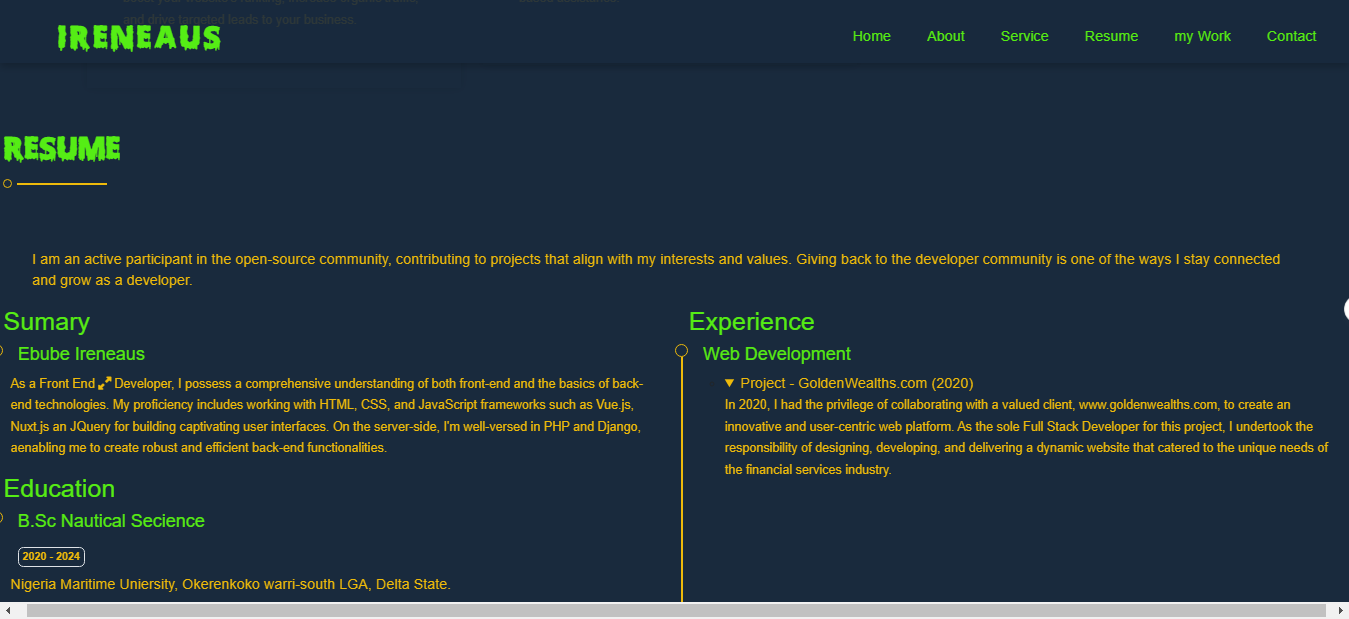 and drive targeted leads to your business.
IRENEAUS
Home About Service Resume my Work Contact
RESUME
I am an active participant in the open-source community, contributing to projects that align with my interests and values. Giving back to the developer community is one of the ways I stay connected
and grow as a developer.
Sumary
Ebube Ireneaus
As a Front End Developer, I possess a comprehensive understanding of both front-end and the basics of back-
end technologies. My proficiency includes working with HTML, CSS, and JavaScript frameworks such as Vue.js,
Nuxt.js an JQuery for building captivating user interfaces. On the server-side, I'm well-versed in PHP and Django,
aenabling me to create robust and efficient back-end functionalities.
Education
B.Sc Nautical Secience
2020 - 2024
Nigeria Maritime Uniersity, Okerenkoko warri-south LGA, Delta State.
Experience
Web Development
Project - GoldenWealths.com (2020)
In 2020, I had the privilege of collaborating with a valued client, www.goldenwealths.com, to create an
innovative and user-centric web platform. As the sole Full Stack Developer for this project, I undertook the
responsibility of designing, developing, and delivering a dynamic website that catered to the unique needs of
the financial services industry.